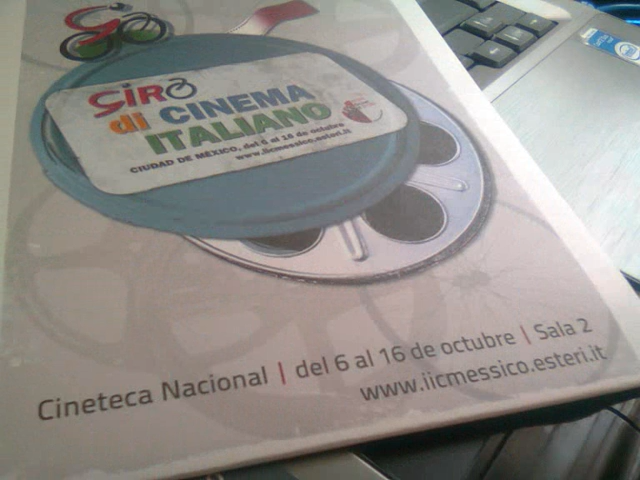 GIRO
di CINEMA
ITALIANO
CIUDAD DE MÉXICO, del 6 al 16 de octubre
www.iicmessico.esteri.it
Cineteca Nacional | del 6 al 16 de octubre | Sala 2
www.iicmessico.esteri.it